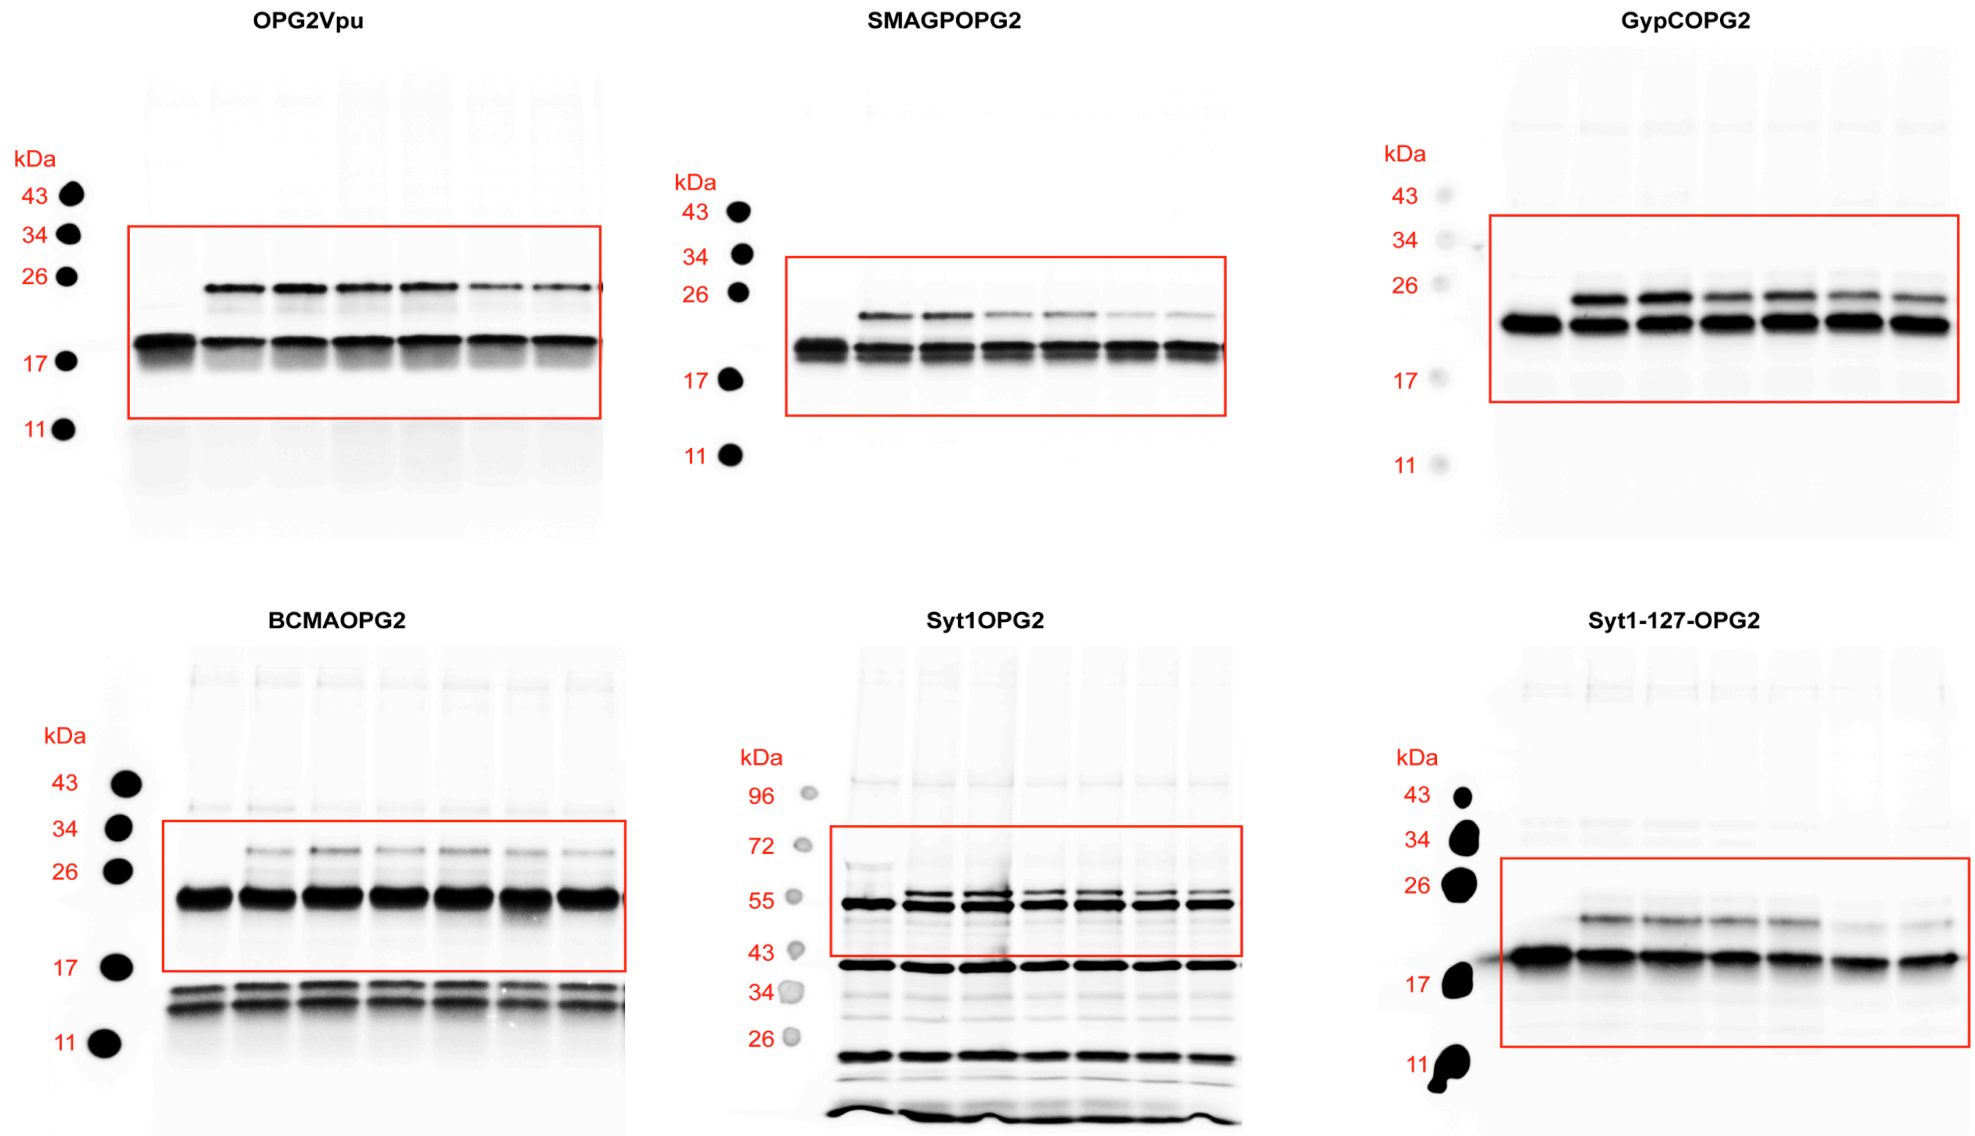 OPG2Vpu
kDa
43
34
26
17
11
SMAGPOPG2
kDa
43
34
26
17
11
GypCOPG2
kDa
43
34
26
17
11
BCMAOPG2
kDa
43
34
26
17
11
Syt1OPG2
kDa
96
72
55
43
34
26
Syt1-127-OPG2
kDa
43
34
26
17
11